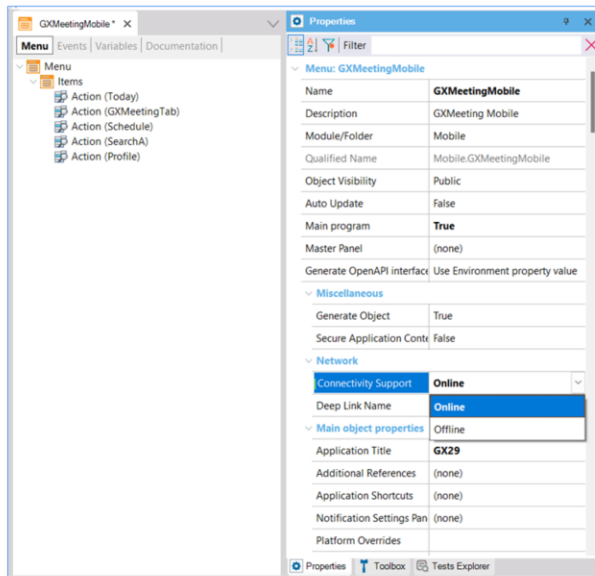 GXMeetingMobile *
Menu Events Variables Documentation
Menu
Items
Action (Today)
Action (GXMeetingTab)
Action (Schedule)
Action (SearchA)
Action (Profile)
Properties
Filter
Menu: GXMeetingMobile
Name GXMeetingMobile
Description GXMeeting Mobile
Module/Folder Mobile
Qualified Name Mobile.GXMeetingMobile
Object Visibility Public
Auto Update False
Main program True
Master Panel (none)
Generate OpenAPI interface Use Environment property value
Miscellaneous
Generate Object True
Secure Application Conte False
Network
Connectivity Support Online
Deep Link Name Online
Offline
Main object properties
Application Title GX29
Additional References (none)
Application Shortcuts (none)
Notification Settings Pan (none)
Platform Overrides
Properties Toolbox Tests Explorer